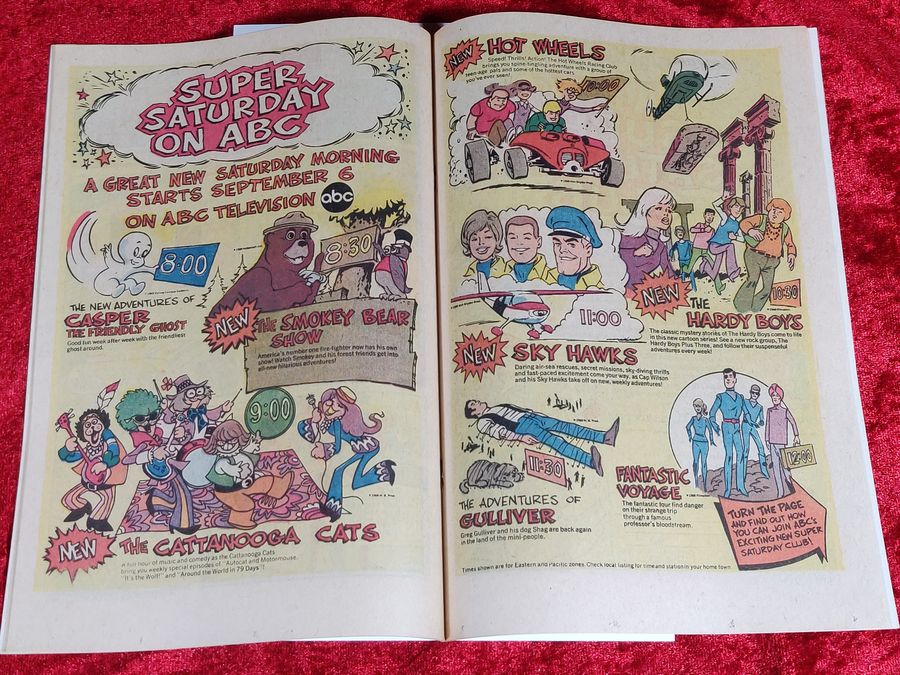 SUPER
SATURDAY
ON ABC
A GREAT NEW SATURDAY MORNING
STARTS SEPTEMBER 6
ON ABC TELEVISION abc
8:00
8:30
THE NEW ADVENTURES OF
CASPER
THE FRIENDLY GHOST
Good fun week after week with the friendliest
ghost around.
NEW
THE SMOKEY BEAR
SHOW
America's number one fire-fighter now has his own
show! Watch Smokey and his forest friends get into
all-new hilarious adventures!
9:00
NEW
THE CATTANOOGA CATS
A full hour of music and comedy as the Cattanooga Cats
bring you weekly special episodes of "Autocat and Motormouse,"
"It's the Wolf!" and "Around the World in 79 Days"!
NEW
HOT WHEELS
Speed! Thrills! Action! The Hot Wheels Racing Club
brings you spine-tingling adventure with a group of
teen-age pals and some of the hottest cars
you've ever seen!
10:00
10:30
NEW
THE
HARDY BOYS
The classic mystery stories of The Hardy Boys come to life
in this new cartoon series! See a new rock group, The
Hardy Boys Plus Three, and follow their suspenseful
adventures every week!
11:00
NEW
SKY HAWKS
Daring air-sea rescues, secret missions, sky-diving thrills
and fast-paced excitement come your way, as Cap Wilson
and his Sky Hawks take off on new, weekly adventures!
11:30
THE ADVENTURES OF
GULLIVER
Greg Gulliver and his dog Shag are back again
in the land of the mini-people.
12:00
FANTASTIC
VOYAGE
The fantastic four find danger
on their strange trip
through a famous
professor's bloodstream.
TURN THE PAGE
AND FIND OUT HOW
YOU CAN JOIN ABC'S
EXCITING NEW SUPER
SATURDAY CLUB!
Times shown are for Eastern and Pacific zones. Check local listing for time and station in your home town.